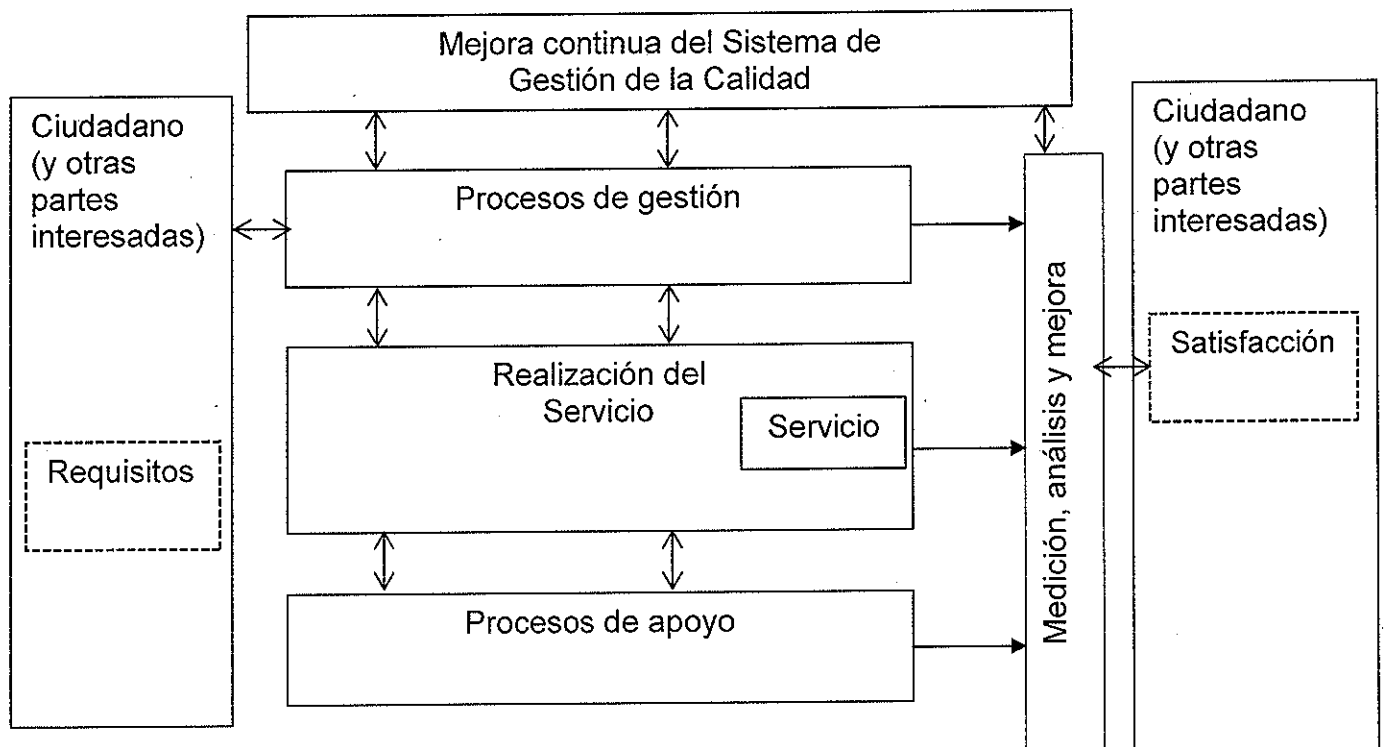 Mejora continua del Sistema de
Gestión de la Calidad
Ciudadano
(y otras
partes
interesadas)
Requisitos
Procesos de gestión
Realización del
Servicio
Servicio
Procesos de apoyo
Medición, análisis y mejora
Ciudadano
(y otras
partes
interesadas)
Satisfacción